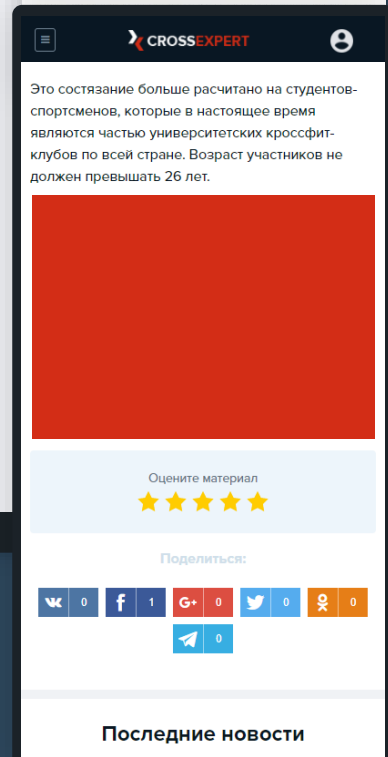 CROSSEXPERT
Это состязание больше расчитано на студентов-
спортсменов, которые в настоящее время
являются частью университетских кроссфит-
клубов по всей стране. Возраст участников не
должен превышать 26 лет.
Оцените материал
Поделиться:
0 f 1 G+ 0 0 0
0
Последние новости